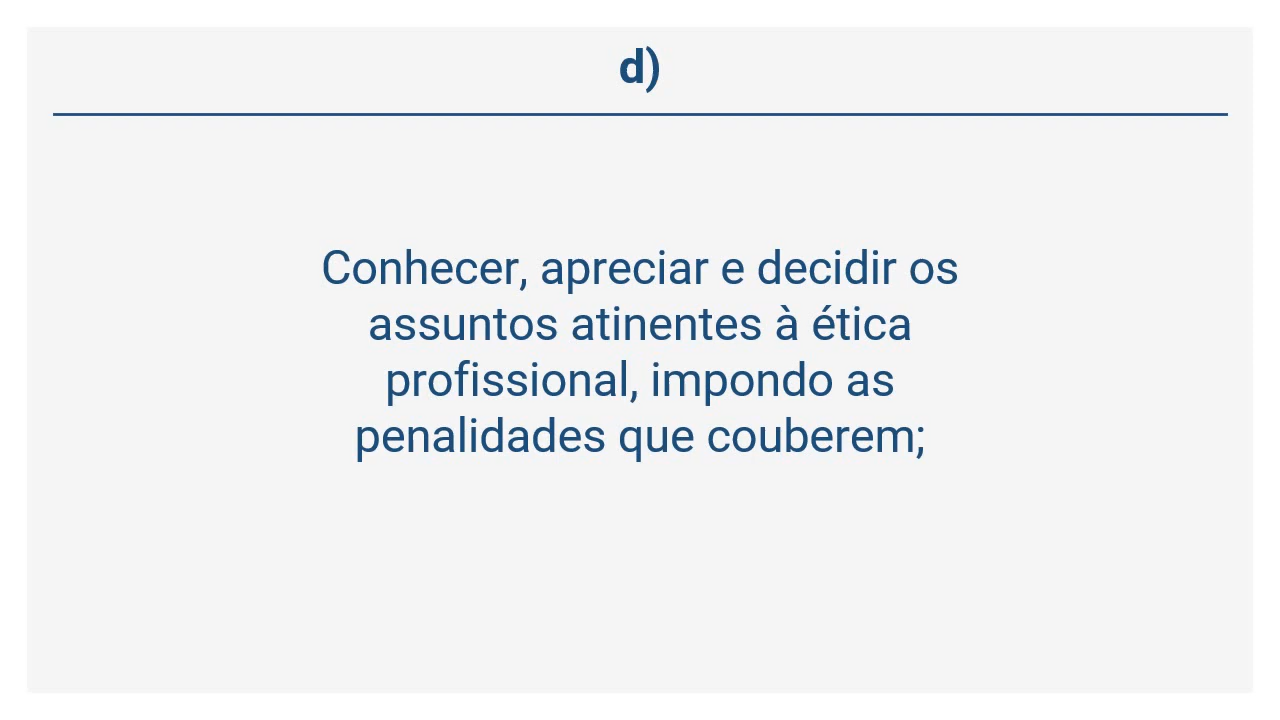 d)
Conhecer, apreciar e decidir os
assuntos atinentes à ética
profissional, impondo as
penalidades que couberem;